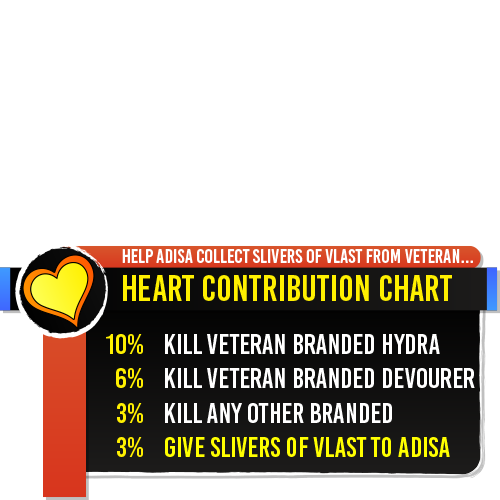 HELP ADISA COLLECT SLIVERS OF VLAST FROM VETERAN...
HEART CONTRIBUTION CHART
10% KILL VETERAN BRANDED HYDRA
6% KILL VETERAN BRANDED DEVOURER
3% KILL ANY OTHER BRANDED
3% GIVE SLIVERS OF VLAST TO ADISA